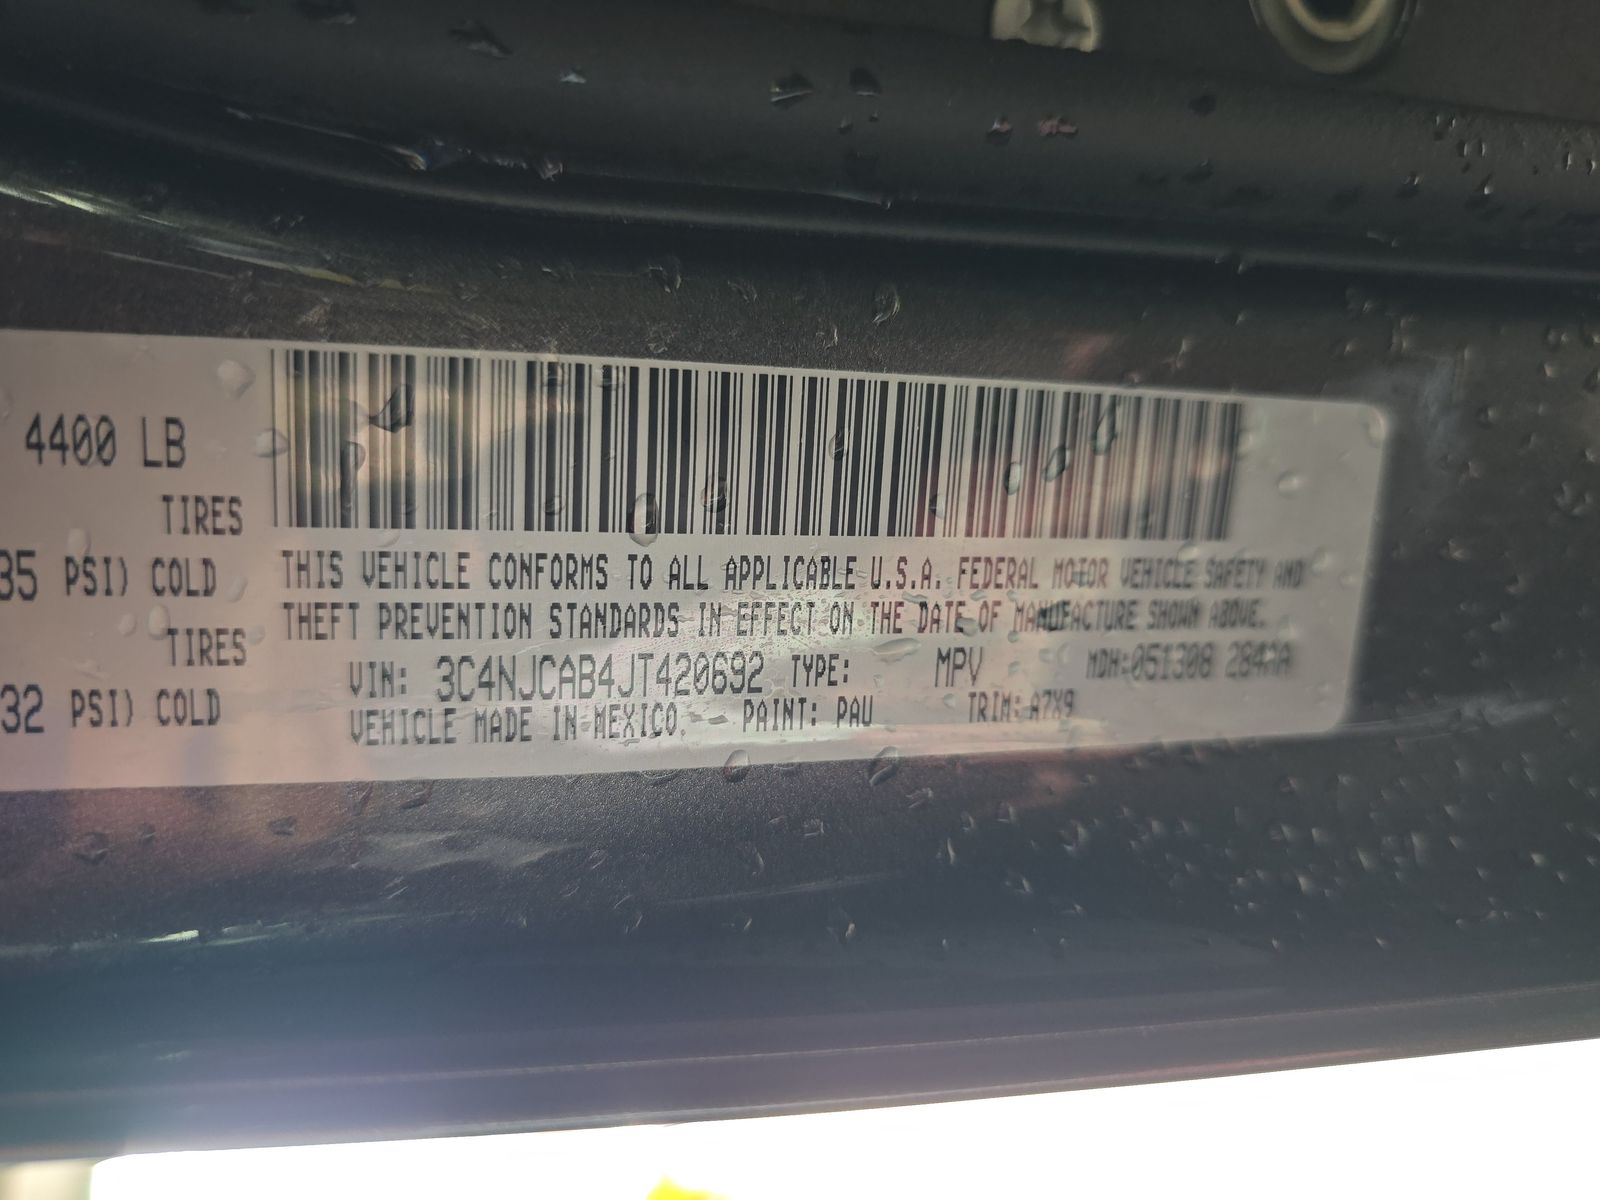 4400 LB
TIRES
35 PSI) COLD
TIRES
32 PSI) COLD
THIS VEHICLE CONFORMS TO ALL APPLICABLE U.S.A. FEDERAL MOTOR VEHICLE SAFETY AND
THEFT PREVENTION STANDARDS IN EFFECT ON THE DATE OF MANUFACTURE SHOWN ABOVE.
VIN: 3C4NJCAB4JT420692 TYPE: MPV MDH:051308
VEHICLE MADE IN MEXICO. PAINT: PAU TRIM: A7X9